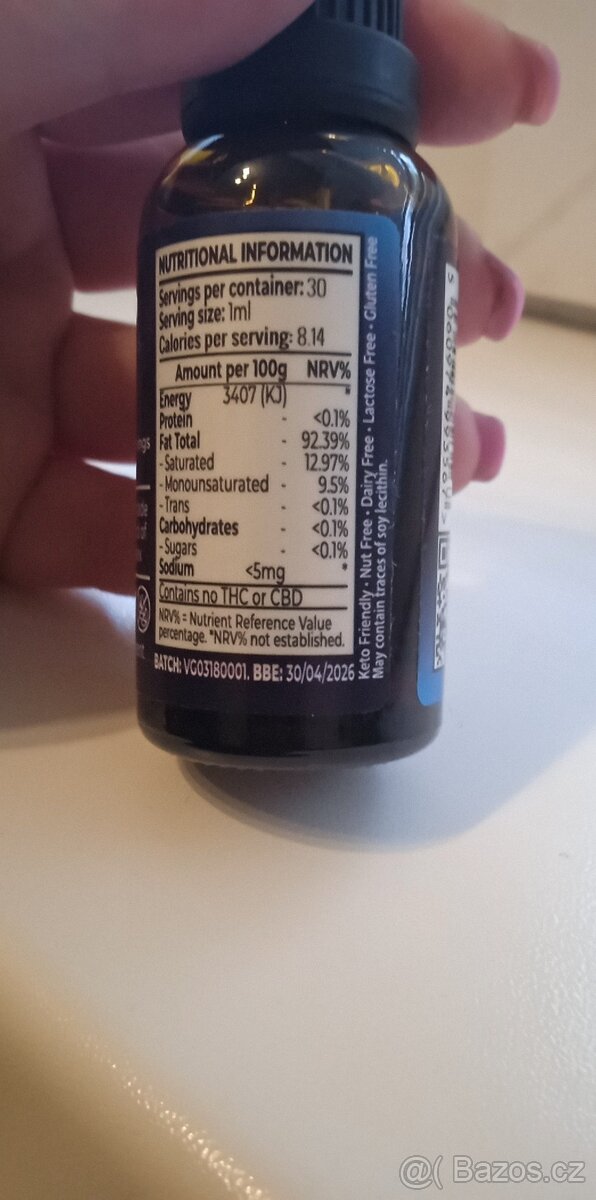 NUTRITIONAL INFORMATION
Servings per container: 30
Serving size: 1ml
Calories per serving: 8.14
Amount per 100g NRV%
Energy 3407 (KJ) *
Protein - <0.1%
Fat Total - 92.39%
- Saturated - 12.97%
- Monounsaturated - 9.5%
- Trans - <0.1%
Carbohydrates - <0.1%
- Sugars - <0.1%
Sodium <5mg *
Contains no THC or CBD
NRV% = Nutrient Reference Value
percentage. *NRV% not established.
BATCH: VG03180001. BBE: 30/04/2026
Keto Friendly • Nut Free • Dairy Free • Lactose Free • Gluten Free
May contain traces of soy lecithin.
@( Bazos.cz